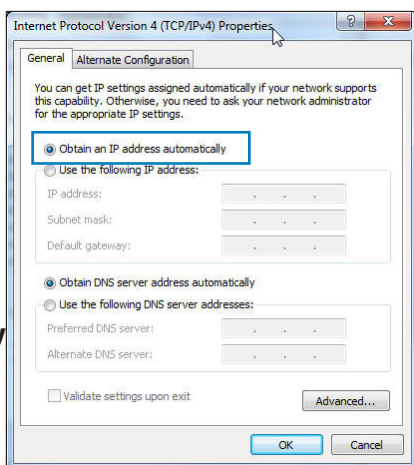 Internet Protocol Version 4 (TCP/IPv4) Properties
General Alternate Configuration
You can get IP settings assigned automatically if your network supports
this capability. Otherwise, you need to ask your network administrator
for the appropriate IP settings.
Obtain an IP address automatically
Use the following IP address:
IP address:
Subnet mask:
Default gateway:
Obtain DNS server address automatically
Use the following DNS server addresses:
Preferred DNS server:
Alternate DNS server:
Validate settings upon exit
Advanced...
OK Cancel